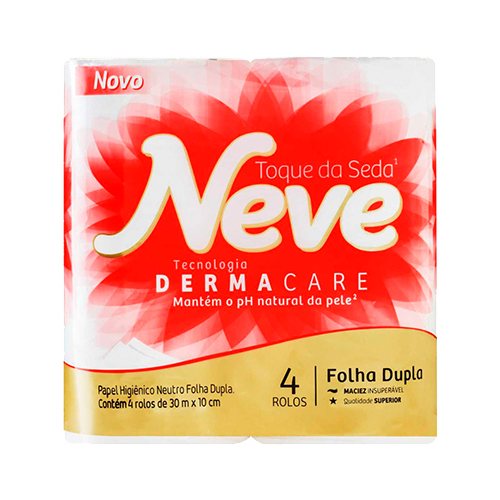 Novo
Toque da Seda¹
Neve
Tecnologia
DERMACARE
Mantém o pH natural da pele²
Papel Higiênico Neutro Folha Dupla.
Contém 4 rolos de 30 m x 10 cm
4
ROLOS
Folha Dupla
MACIEZ INSUPERÁVEL
Qualidade SUPERIOR